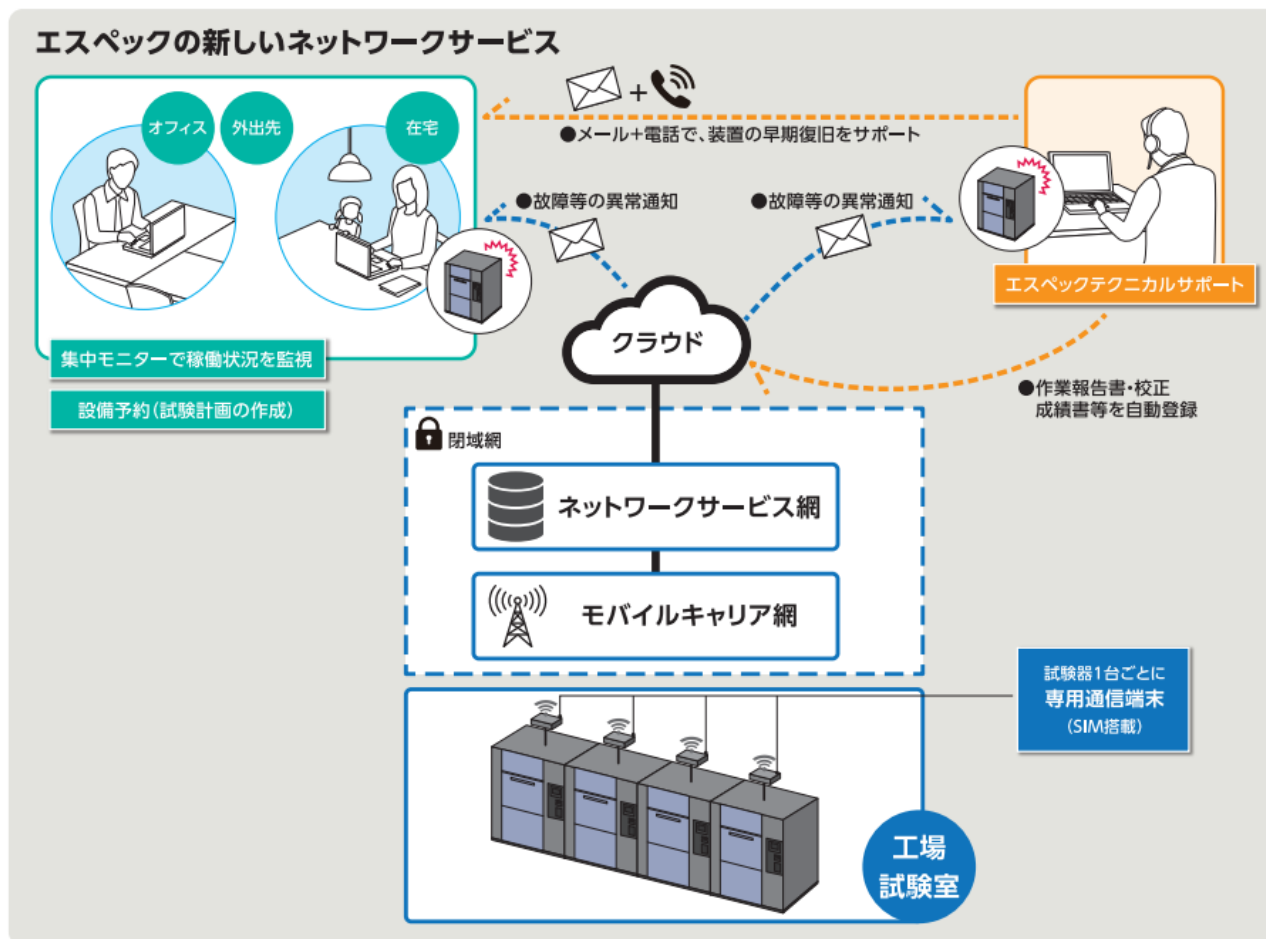 エスペックの新しいネットワークサービス
オフィス
外出先
在宅
+
●メール+電話で、装置の早期復旧をサポート
●故障等の異常通知
●故障等の異常通知
エスペックテクニカルサポート
クラウド
集中モニターで稼働状況を監視
設備予約(試験計画の作成)
●作業報告書・校正
成績書等を自動登録
閉域網
ネットワークサービス網
モバイルキャリア網
試験器1台ごとに
専用通信端末
(SIM搭載)
工場
試験室